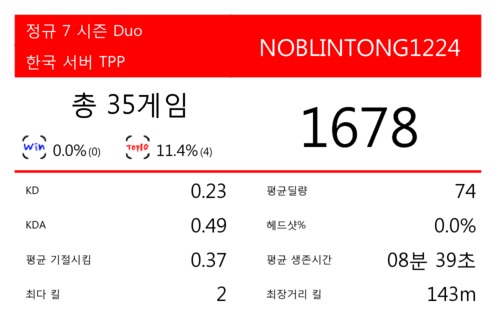 정규 7 시즌 Duo
한국 서버 TPP
NOBLINTONG1224
총 35게임
1678
Win 0.0% (0) TOP10 11.4% (4)
KD 0.23 평균딜량 74
KDA 0.49 헤드샷% 0.0%
평균 기절시킴 0.37 평균 생존시간 08분 39초
최다 킬 2 최장거리 킬 143m